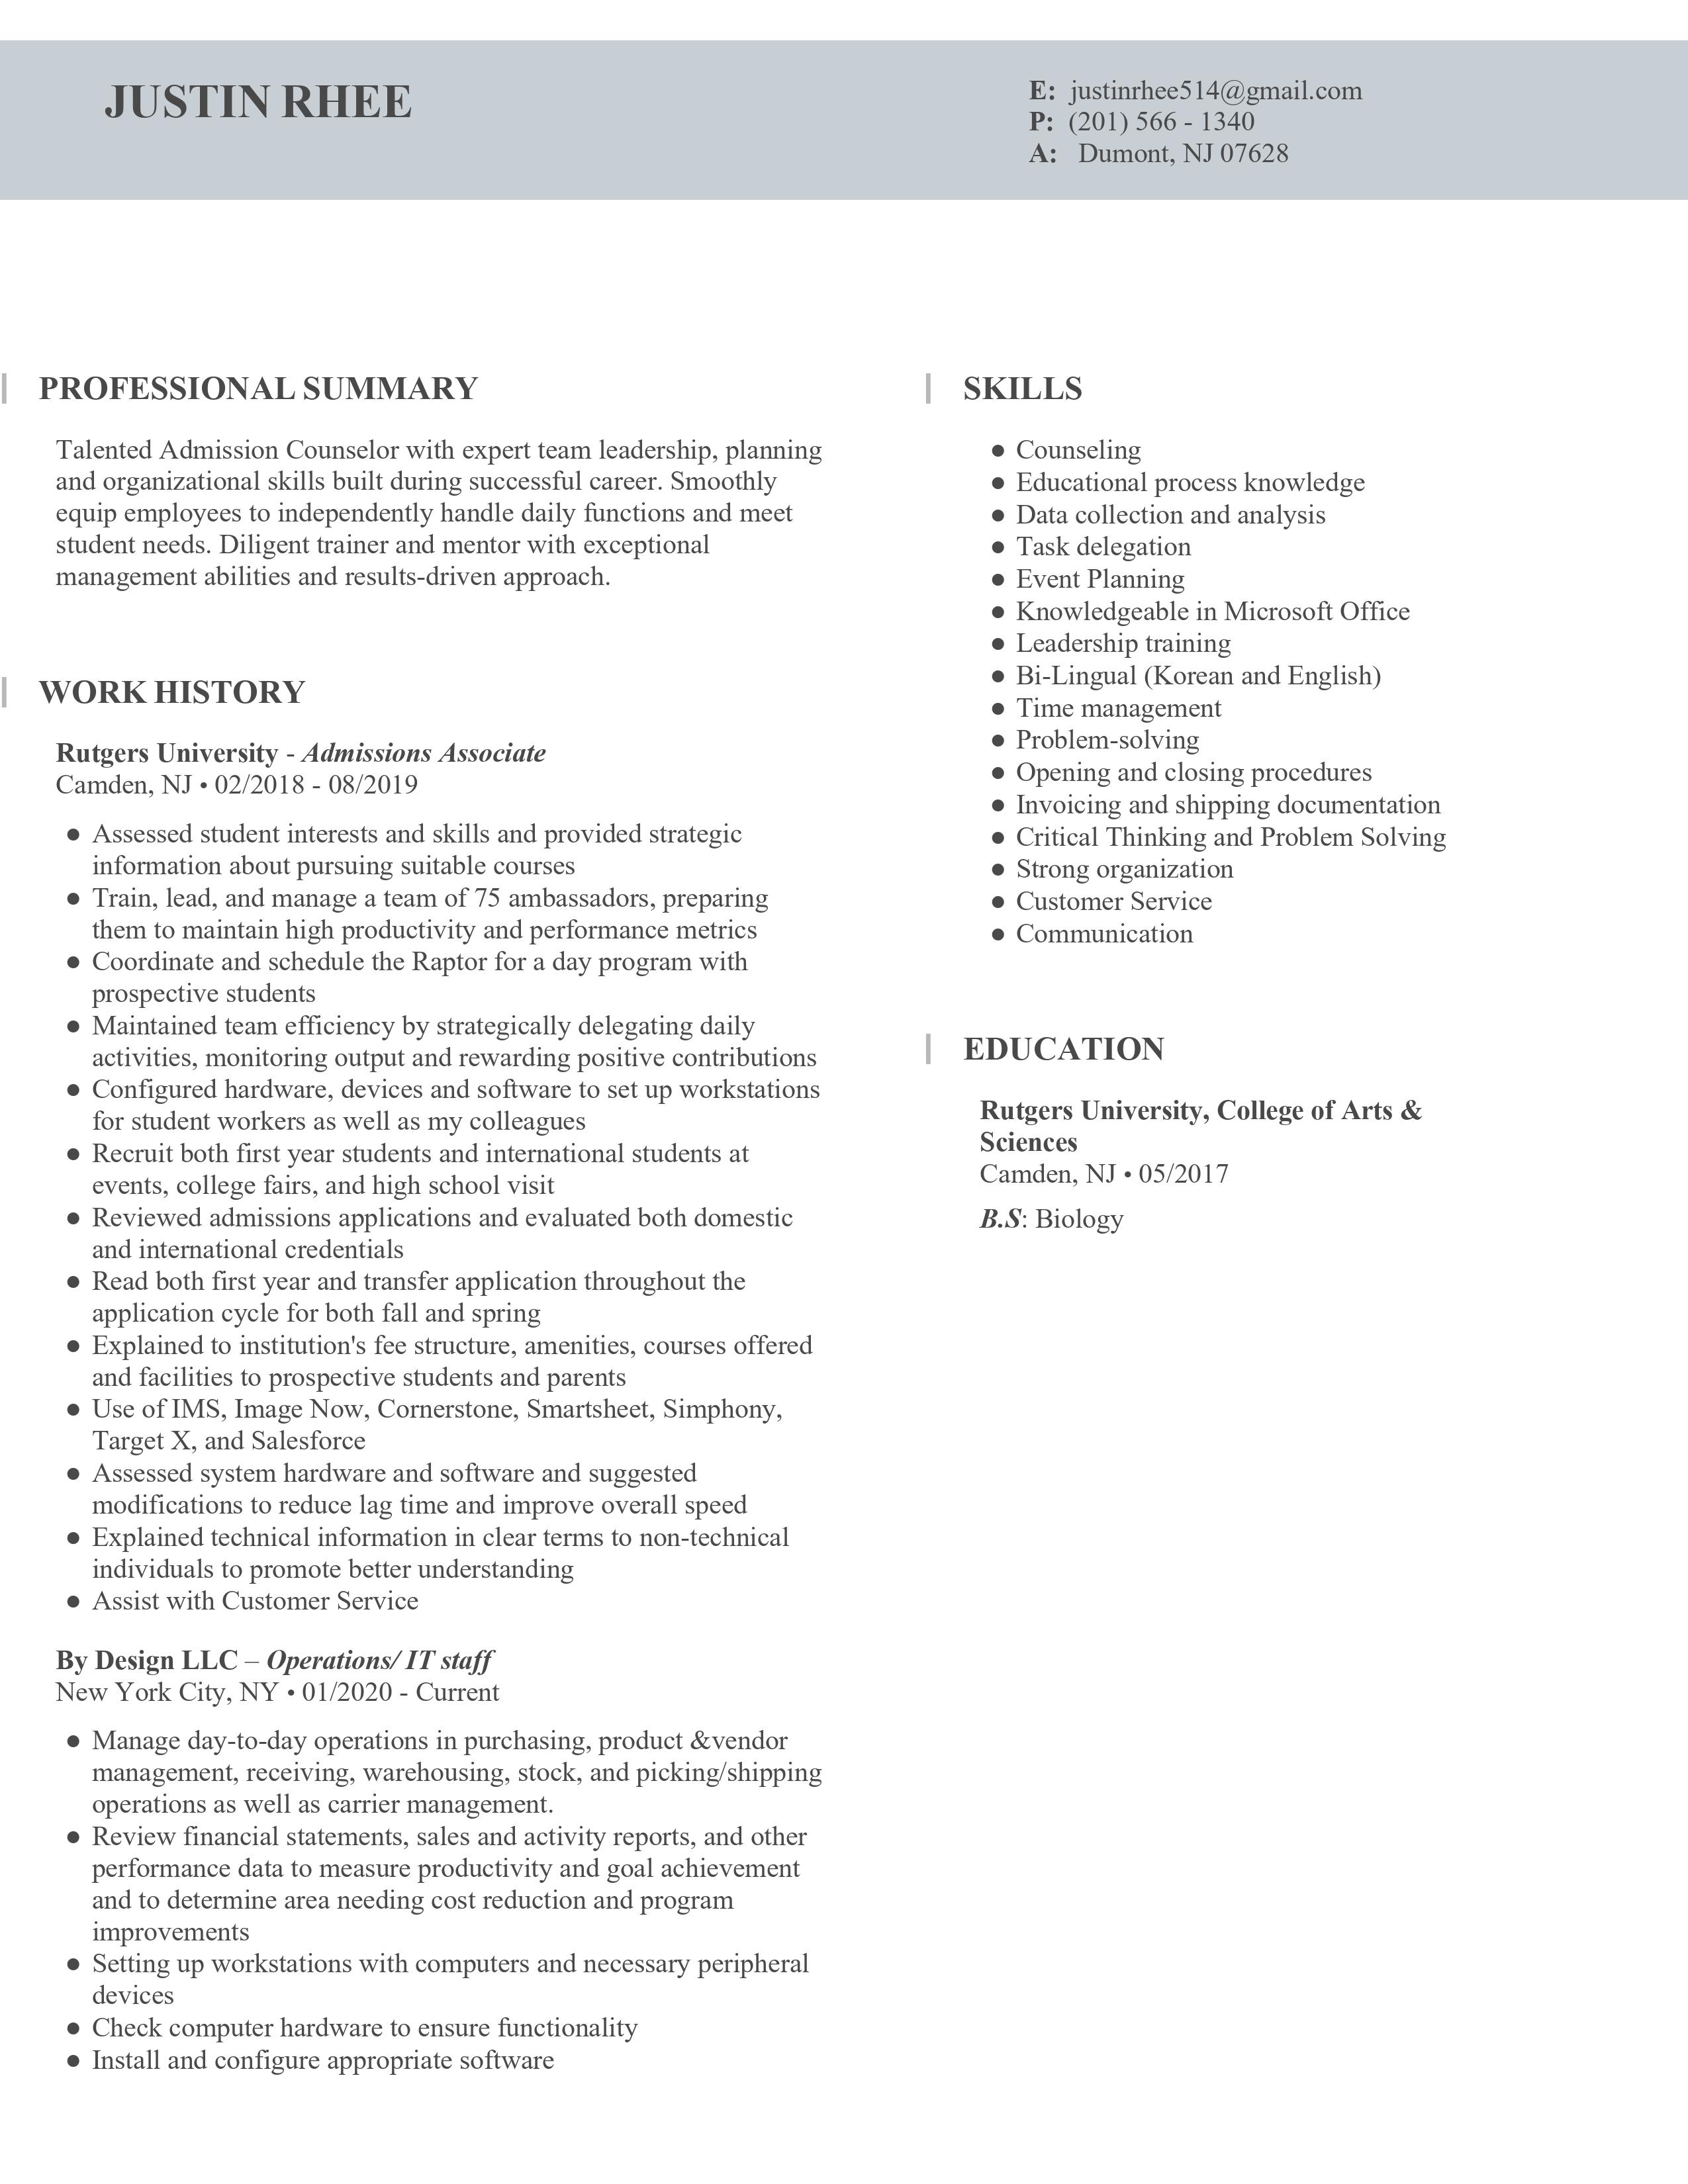 JUSTIN RHEE
E: justinrhee514@gmail.com
P: (201) 566 - 1340
A: Dumont, NJ 07628
PROFESSIONAL SUMMARY
Talented Admission Counselor with expert team leadership, planning
and organizational skills built during successful career. Smoothly
equip employees to independently handle daily functions and meet
student needs. Diligent trainer and mentor with exceptional
management abilities and results-driven approach.
WORK HISTORY
Rutgers University - Admissions Associate
Camden, NJ • 02/2018 - 08/2019
● Assessed student interests and skills and provided strategic
information about pursuing suitable courses
● Train, lead, and manage a team of 75 ambassadors, preparing
them to maintain high productivity and performance metrics
● Coordinate and schedule the Raptor for a day program with
prospective students
● Maintained team efficiency by strategically delegating daily
activities, monitoring output and rewarding positive contributions
● Configured hardware, devices and software to set up workstations
for student workers as well as my colleagues
● Recruit both first year students and international students at
events, college fairs, and high school visit
● Reviewed admissions applications and evaluated both domestic
and international credentials
● Read both first year and transfer application throughout the
application cycle for both fall and spring
● Explained to institution's fee structure, amenities, courses offered
and facilities to prospective students and parents
● Use of IMS, Image Now, Cornerstone, Smartsheet, Simphony,
Target X, and Salesforce
● Assessed system hardware and software and suggested
modifications to reduce lag time and improve overall speed
● Explained technical information in clear terms to non-technical
individuals to promote better understanding
● Assist with Customer Service
By Design LLC – Operations/ IT staff
New York City, NY • 01/2020 - Current
● Manage day-to-day operations in purchasing, product &vendor
management, receiving, warehousing, stock, and picking/shipping
operations as well as carrier management.
● Review financial statements, sales and activity reports, and other
performance data to measure productivity and goal achievement
and to determine area needing cost reduction and program
improvements
● Setting up workstations with computers and necessary peripheral
devices
● Check computer hardware to ensure functionality
● Install and configure appropriate software
SKILLS
● Counseling
● Educational process knowledge
● Data collection and analysis
● Task delegation
● Event Planning
● Knowledgeable in Microsoft Office
● Leadership training
● Bi-Lingual (Korean and English)
● Time management
● Problem-solving
● Opening and closing procedures
● Invoicing and shipping documentation
● Critical Thinking and Problem Solving
● Strong organization
● Customer Service
● Communication
EDUCATION
Rutgers University, College of Arts &
Sciences
Camden, NJ • 05/2017
B.S: Biology